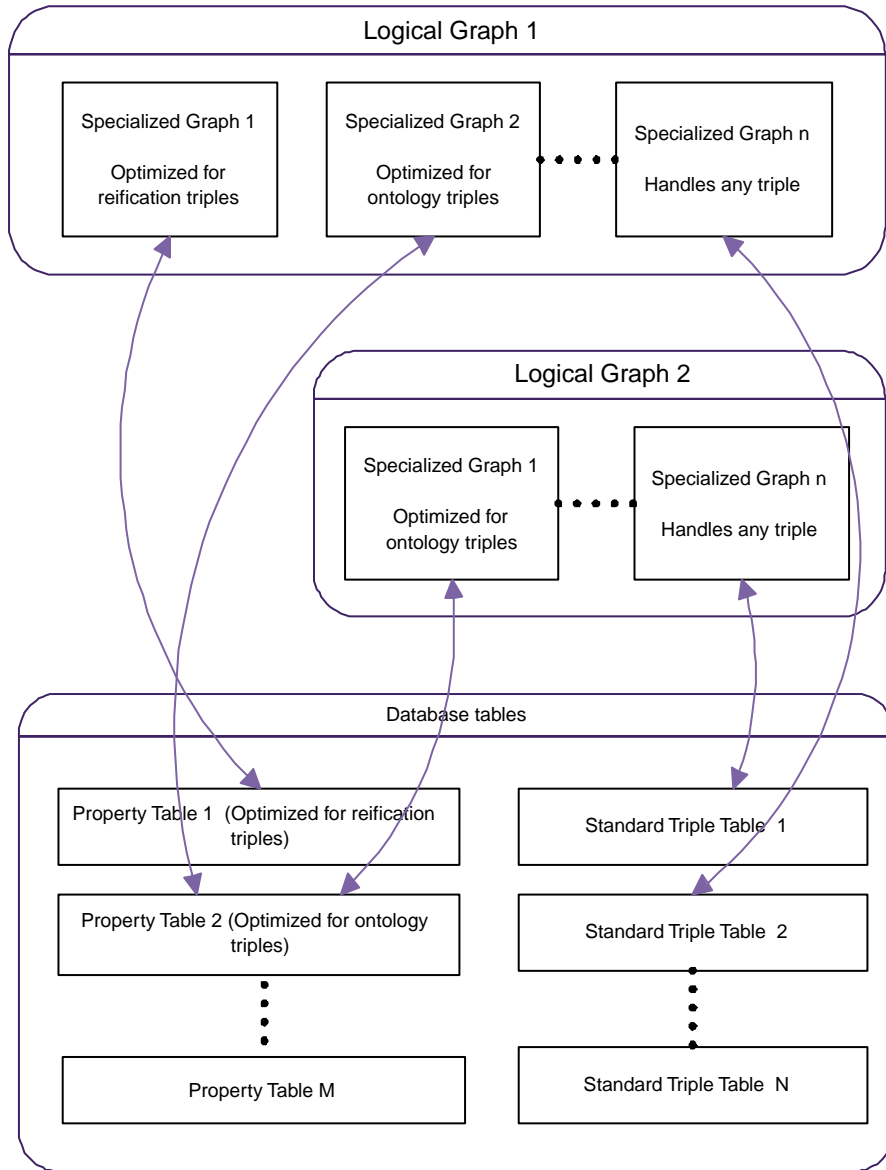 Logical Graph 1
Specialized Graph 1
Optimized for
reification triples
Specialized Graph 2
Optimized for
ontology triples
Specialized Graph n
Handles any triple
Logical Graph 2
Specialized Graph 1
Optimized for
ontology triples
Specialized Graph n
Handles any triple
Database tables
Property Table 1 (Optimized for reification
triples)
Standard Triple Table 1
Property Table 2 (Optimized for ontology
triples)
Standard Triple Table 2
Property Table M
Standard Triple Table N